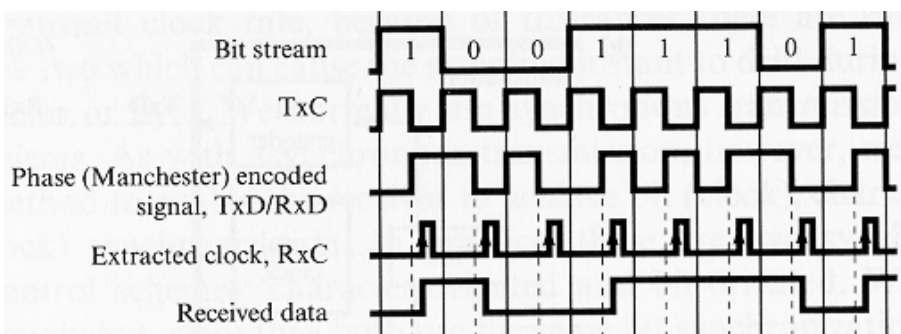 Bit stream
1 0 0 1 1 1 0 1
TxC
Phase (Manchester) encoded
signal, TxD/RxD
Extracted clock, RxC
Received data